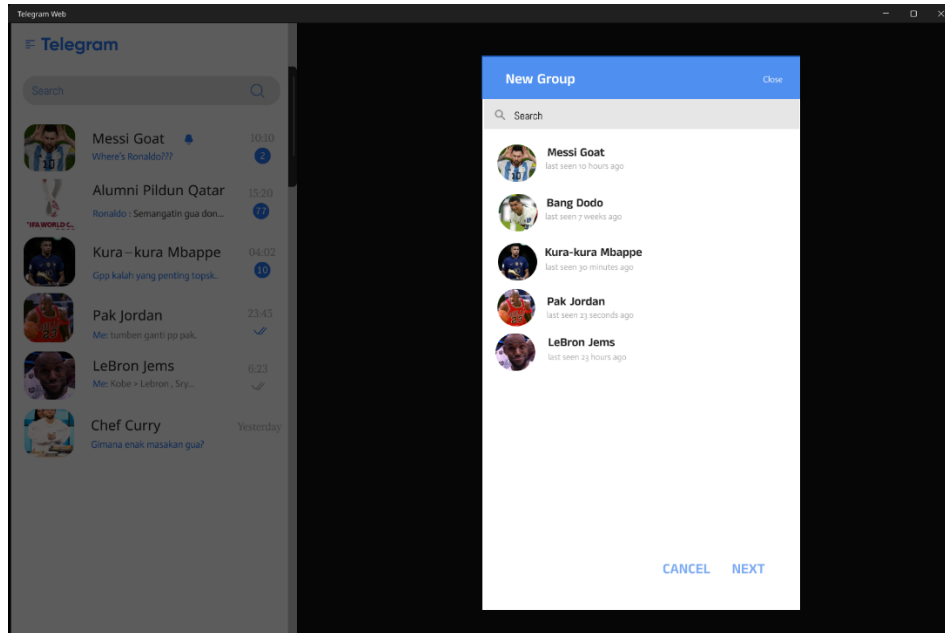 Telegram Web
Telegram
Search
Messi Goat
10:10
Where's Ronaldo???
2
Alumni Pildun Qatar
15:20
Ronaldo : Semangatin gua don...
77
"IFA WORLD C...
Kura-kura Mbappe
04:02
Gpp kalah yang penting topsk..
10
Pak Jordan
23,45
Me: tumben ganti pp pak.
LeBron Jems
6:23
Me: Kobe > Lebron , Sry...
Chef Curry
Yesterday
Gimana enak masakan gua?
New Group
Close
Search
Messi Goat
last seen 10 hours ago
Bang Dodo
last seen 7 weeks ago
Kura-kura Mbappe
last seen 30 minutes ago
Pak Jordan
last seen 23 seconds ago
LeBron Jems
last seen 23 hours ago
CANCEL NEXT